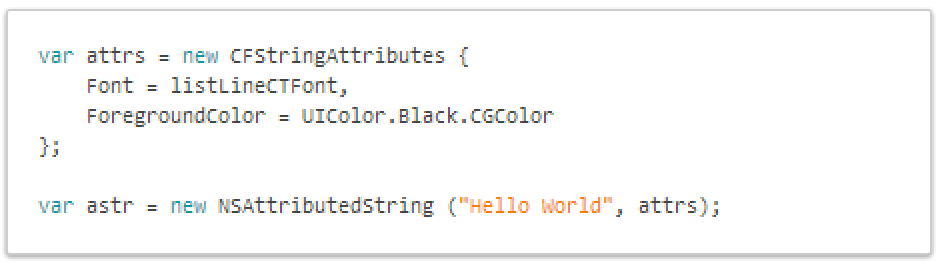 var attrs = new CFStringAttributes {
    Font = listLineCTFont,
    ForegroundColor = UIColor.Black.CGColor
};

var astr = new NSAttributedString ("Hello World", attrs);